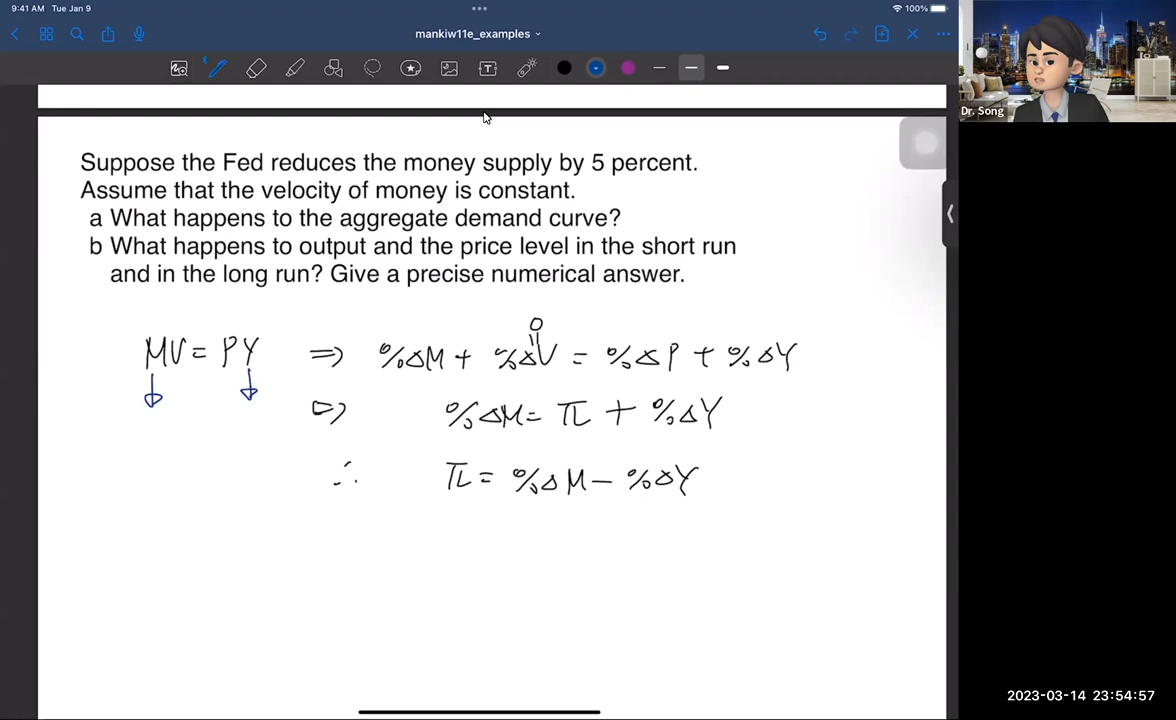 9:41 AM Tue Jan 9
100%
mankiw11e_examples
Dr. Song
Suppose the Fed reduces the money supply by 5 percent.
Assume that the velocity of money is constant.
a What happens to the aggregate demand curve?
b What happens to output and the price level in the short run
and in the long run? Give a precise numerical answer.
0
MV = PY ⇒ %ΔM + %ΔV = %ΔP + %ΔY
⇒ %ΔM = π + %ΔY
∴ π = %ΔM − %ΔY
2023-03-14 23:54:57